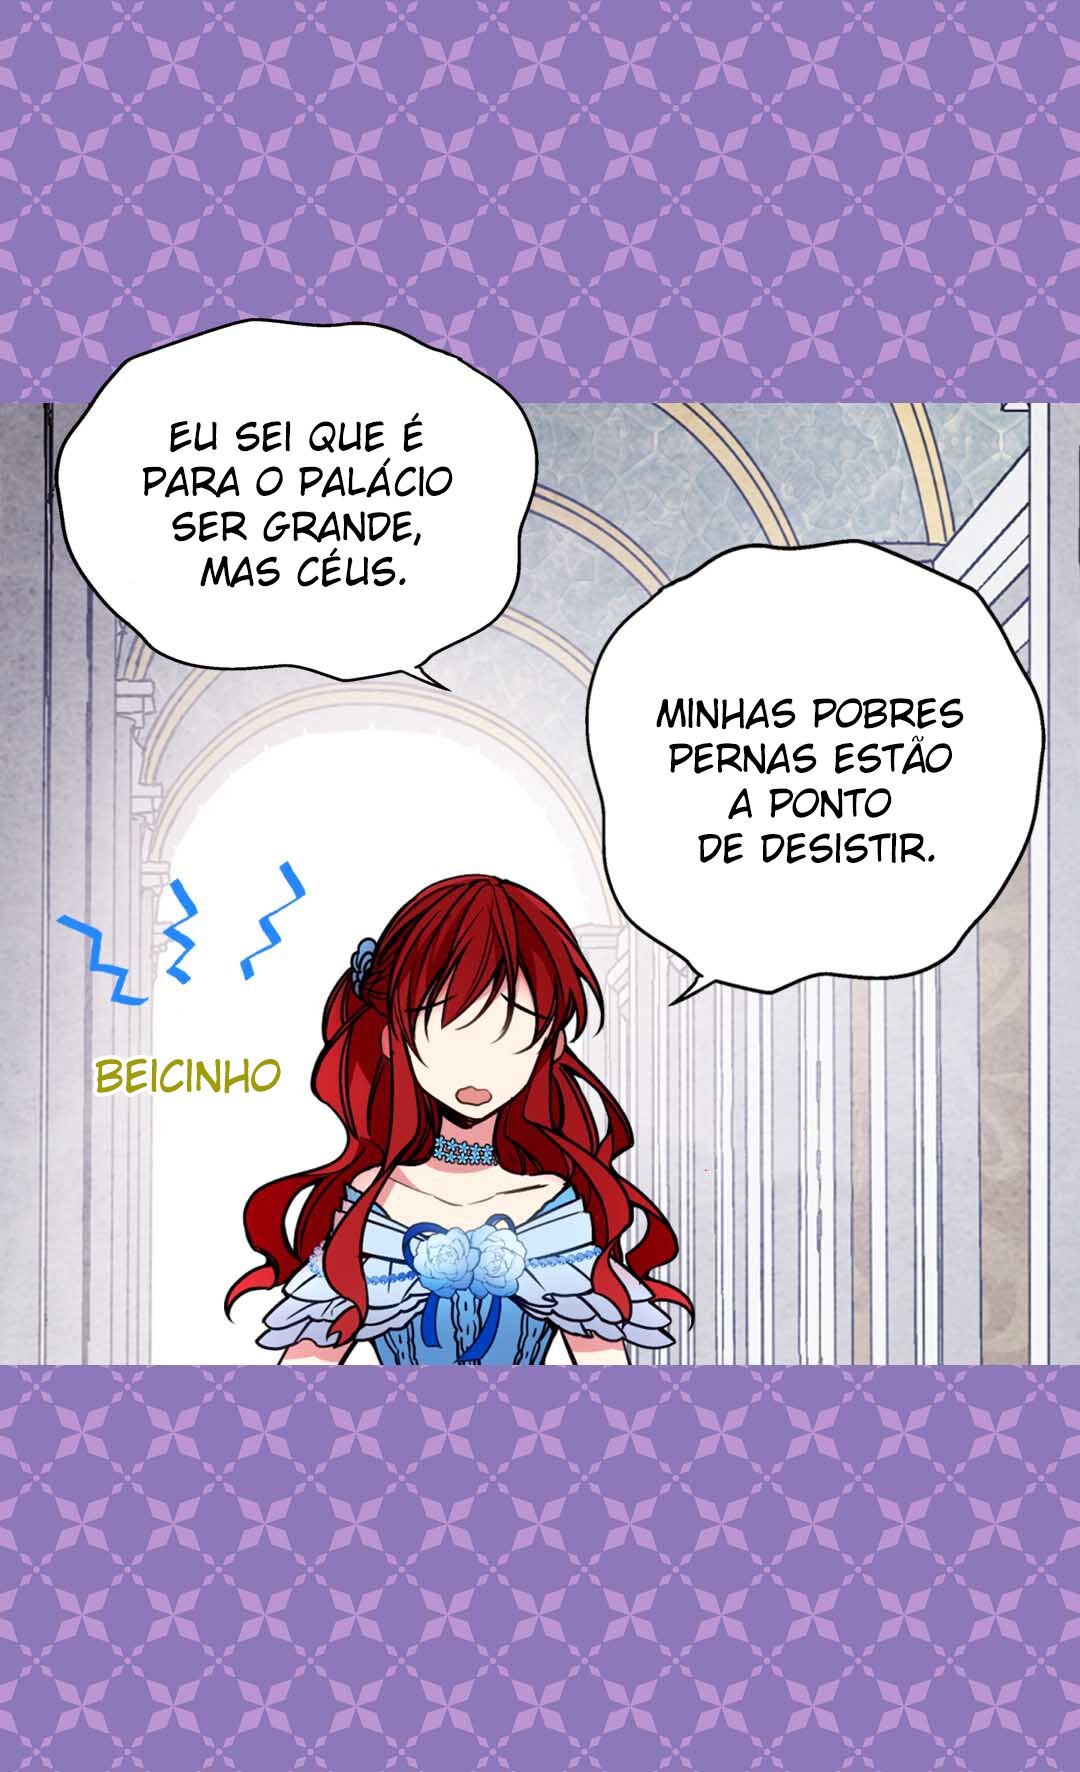 EU SEI QUE É
PARA O PALÁCIO
SER GRANDE,
MAS CÉUS.
MINHAS POBRES
PERNAS ESTÃO
A PONTO
DE DESISTIR.
BEICINHO